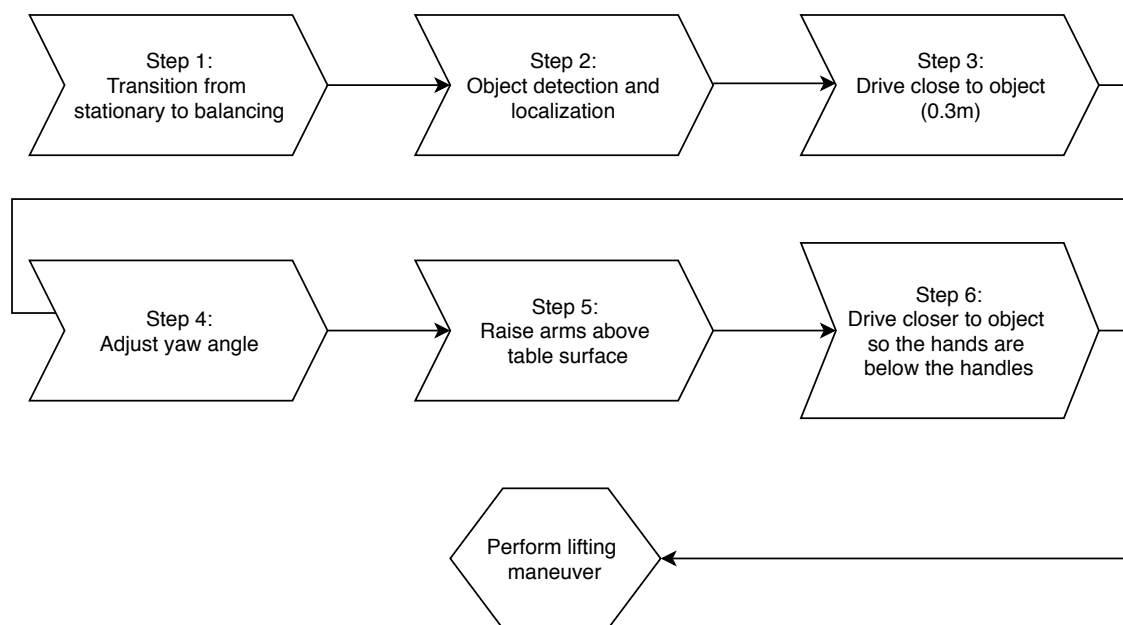 Step 1:
Transition from
stationary to balancing
Step 2:
Object detection and
localization
Step 3:
Drive close to object
(0.3m)
Step 4:
Adjust yaw angle
Step 5:
Raise arms above
table surface
Step 6:
Drive closer to object
so the hands are
below the handles
Perform lifting
maneuver